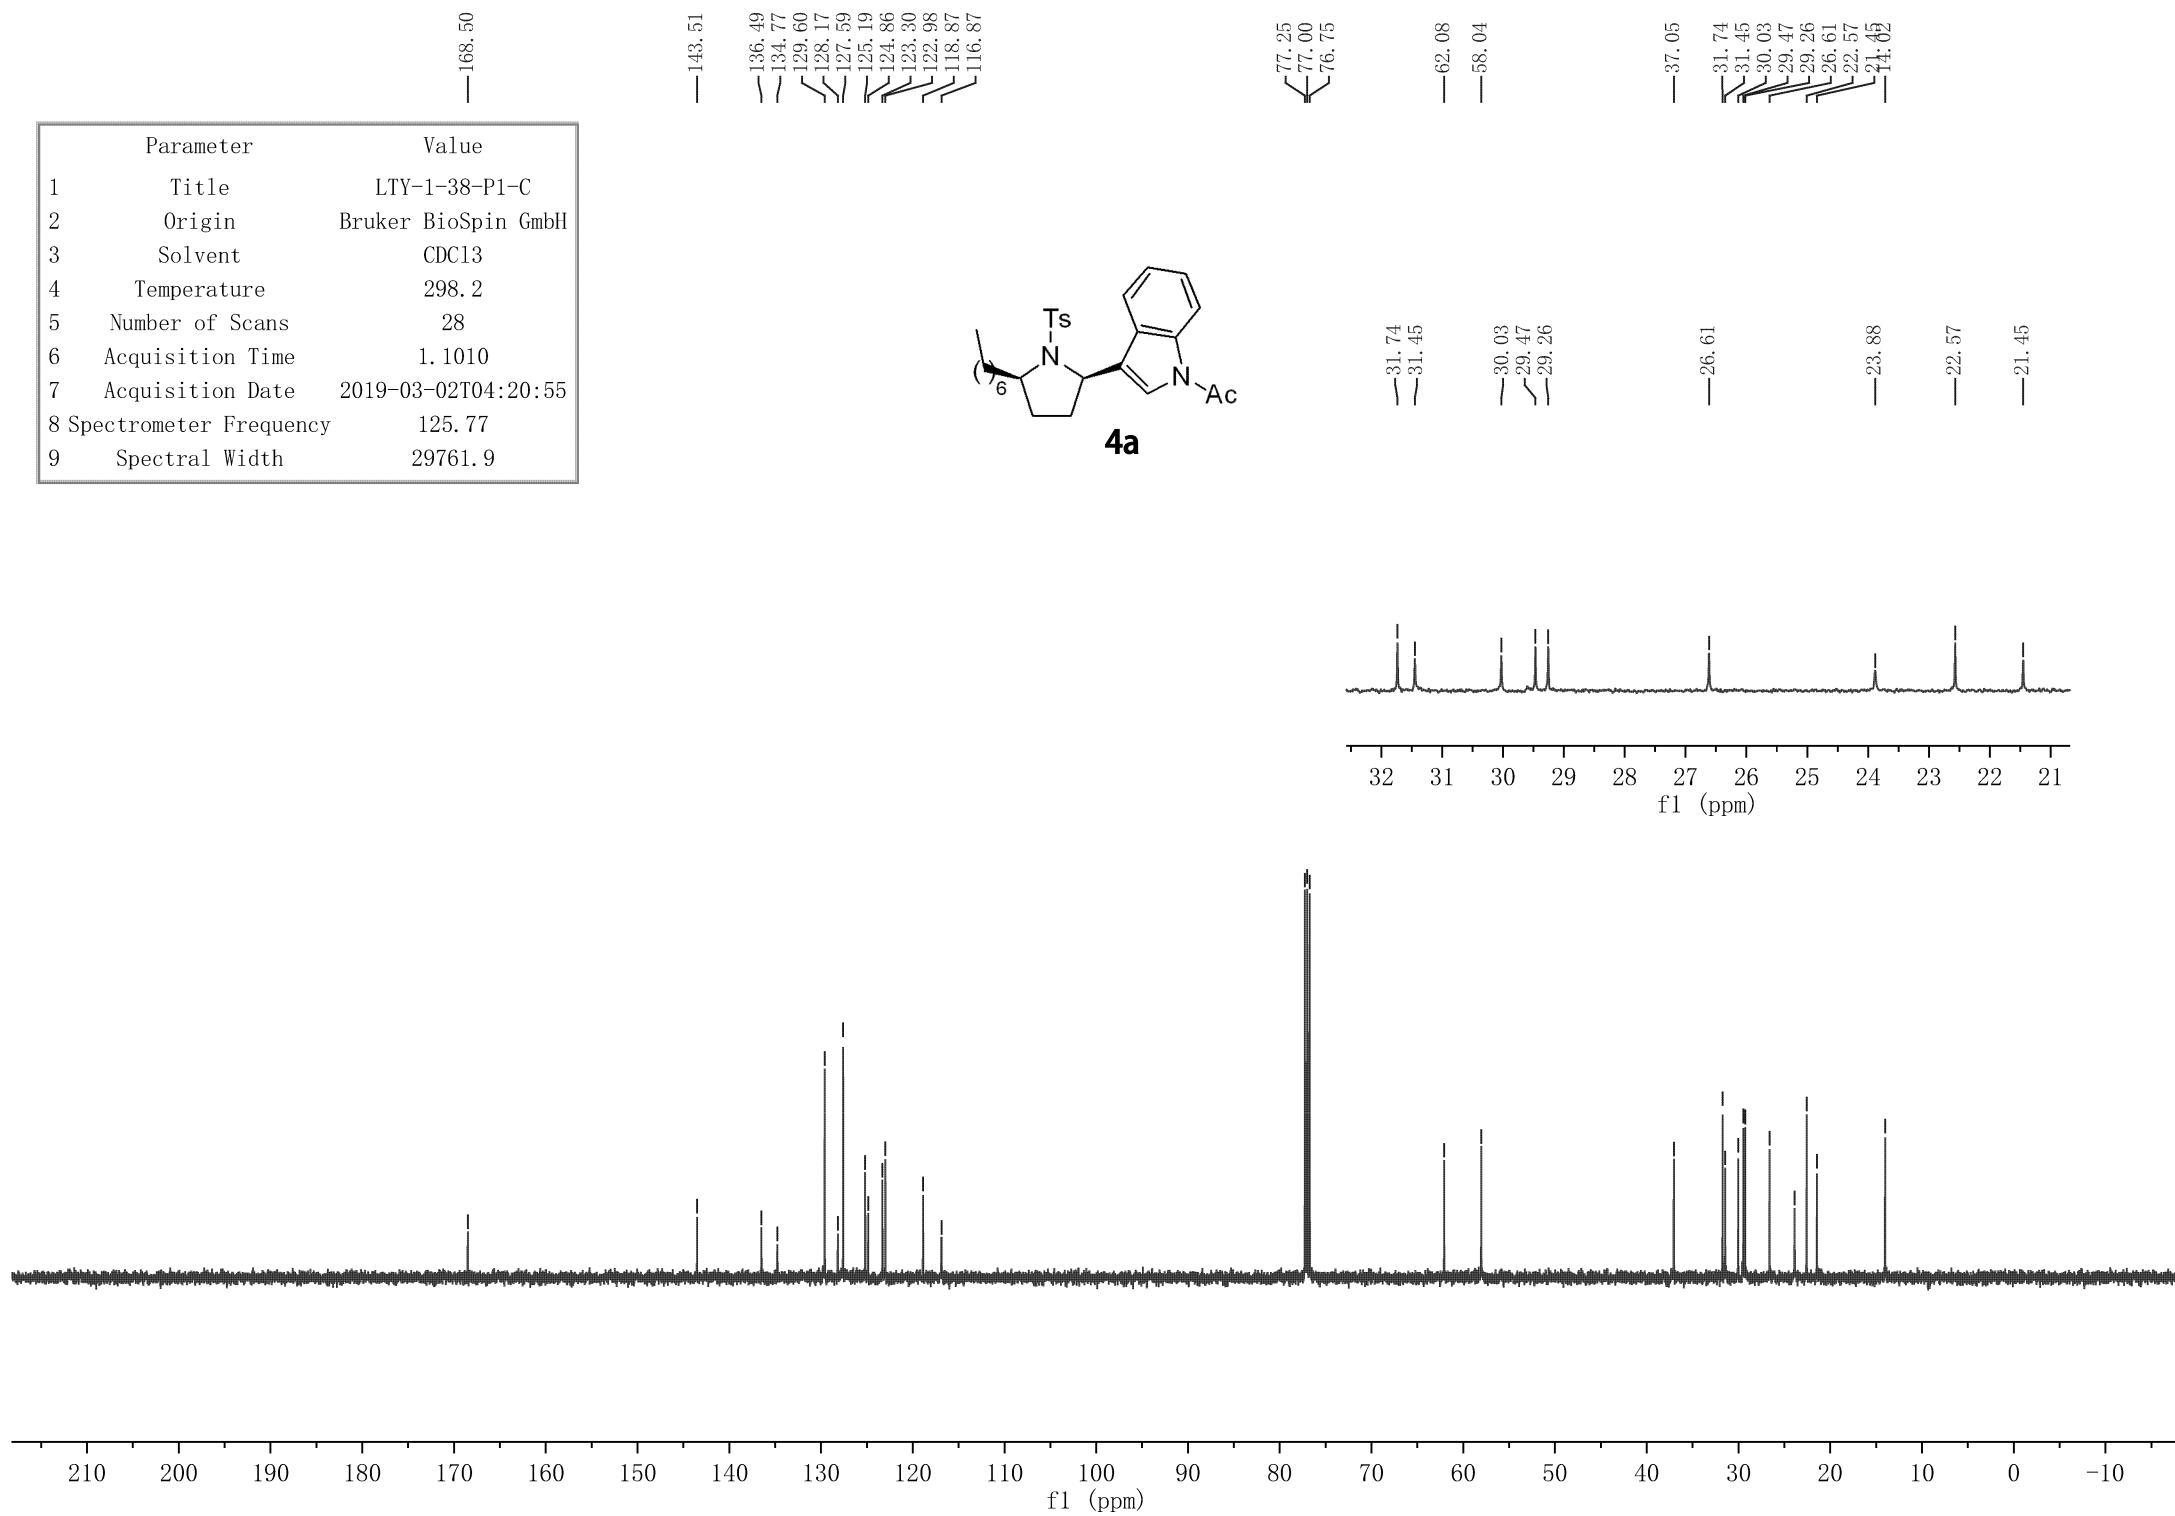 168.50
143.51
136.49
134.77
129.60
128.17
127.59
125.19
124.86
123.30
122.98
118.87
116.87
77.25
77.00
76.75
62.08
58.04
37.05
31.74
31.45
30.03
29.47
29.26
26.61
22.57
21.45
14.02
Parameter Value
1 Title LTY-1-38-P1-C
2 Origin Bruker BioSpin GmbH
3 Solvent CDCl3
4 Temperature 298.2
5 Number of Scans 28
6 Acquisition Time 1.1010
7 Acquisition Date 2019-03-02T04:20:55
8 Spectrometer Frequency 125.77
9 Spectral Width 29761.9
Ts
N
( )6
N
Ac
4a
31.74
31.45
30.03
29.47
29.26
26.61
23.88
22.57
21.45
32 31 30 29 28 27 26 25 24 23 22 21
f1 (ppm)
210 200 190 180 170 160 150 140 130 120 110 100 90 80 70 60 50 40 30 20 10 0 -10
f1 (ppm)